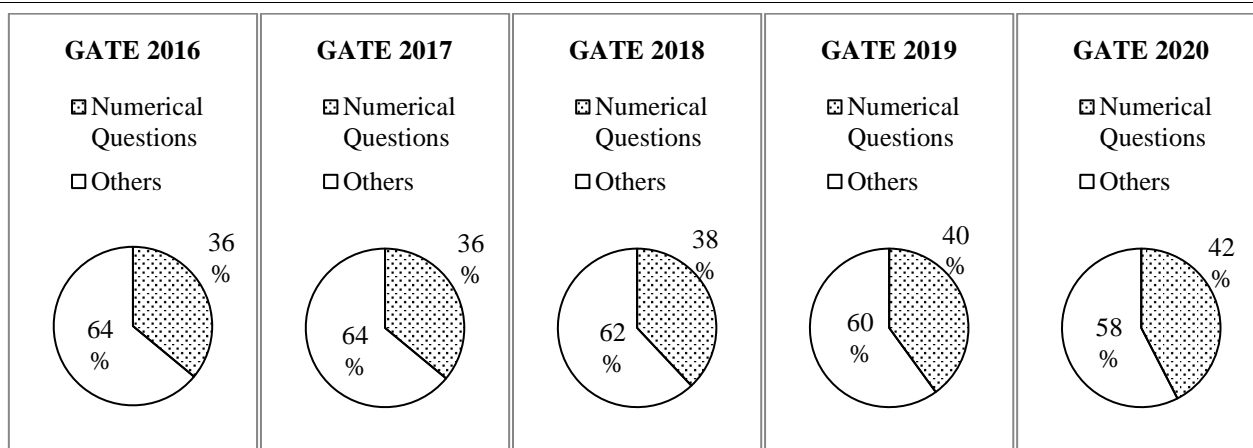 GATE 2016
Numerical
Questions
Others
36
%
64
%
GATE 2017
Numerical
Questions
Others
36
%
64
%
GATE 2018
Numerical
Questions
Others
38
%
62
%
GATE 2019
Numerical
Questions
Others
40
%
60
%
GATE 2020
Numerical
Questions
Others
42
%
58
%